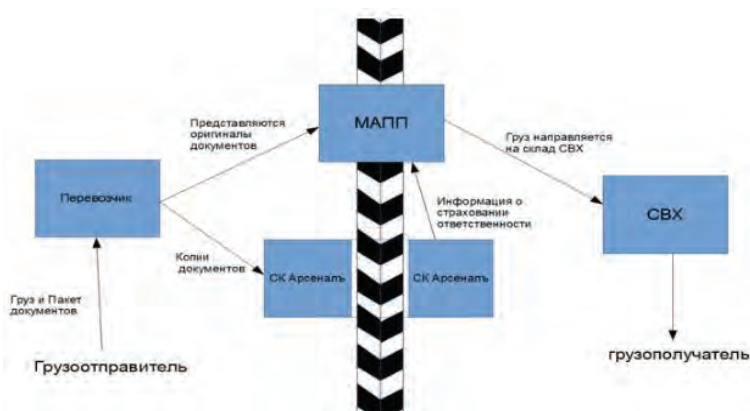 МАПП
Представляются
оригиналы
документов
Груз направляется
на склад СВХ
Перевозчик
Информация о
страховании
ответственности
СВХ
Копии
документов
СК Арсеналъ
СК Арсеналъ
Груз и Пакет
документов
Грузоотправитель
грузополучатель